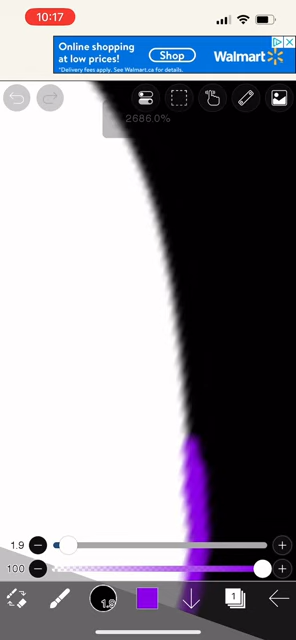 10:17
Online shopping
at low prices!
*Delivery fees apply. See Walmart.ca for details.
Shop
Walmart
2686.0%
1.9
100
1.9
1